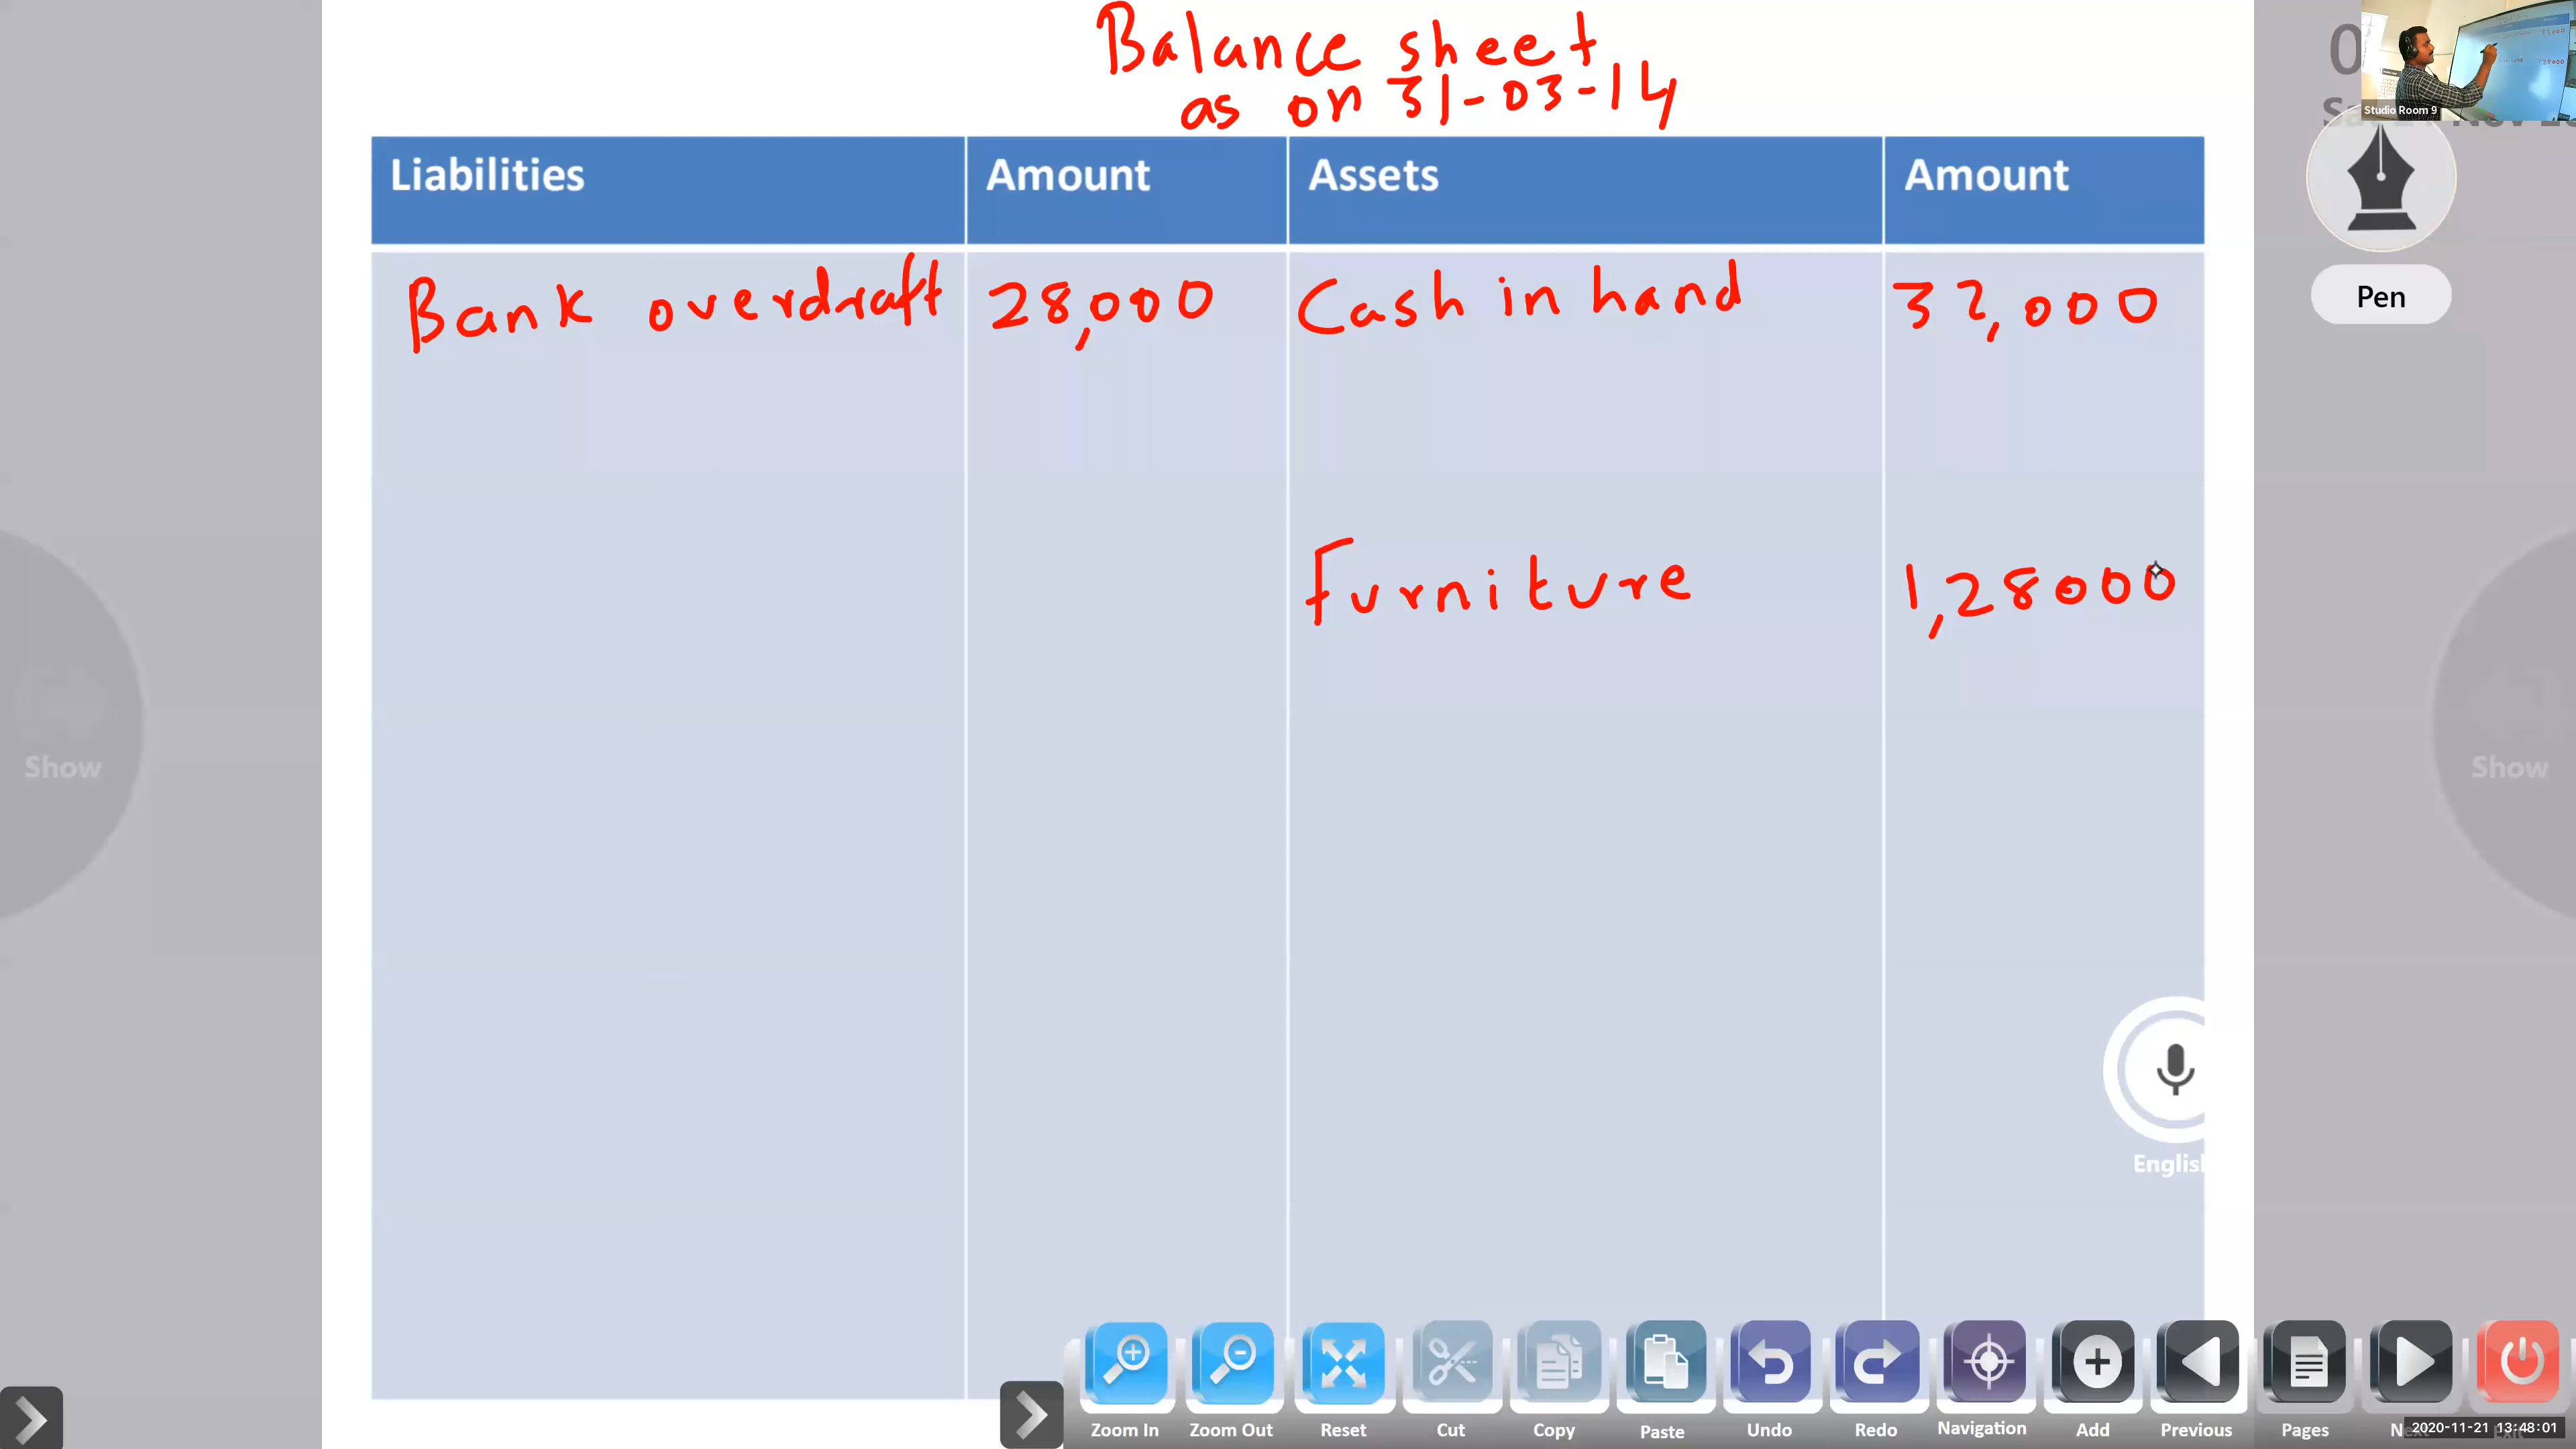 Balance sheet
as on 31-03-14
Liabilities Amount Assets Amount
Bank overdraft 28,000 Cash in hand 32,000
Furniture 1,28000
Studio Room 9
Pen
Show
Show
Zoom In Zoom Out Reset Cut Copy Paste Undo Redo Navigation Add Previous Pages
2020-11-21 13:48:01